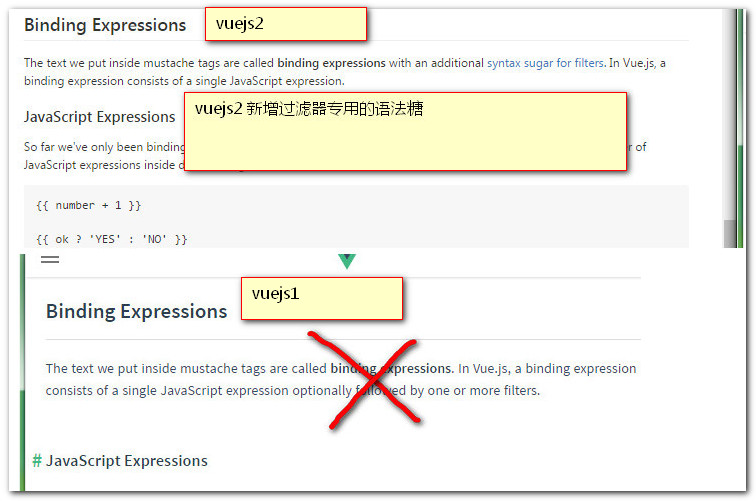 Binding Expressions
vuejs2
The text we put inside mustache tags are called binding expressions with an additional syntax sugar for filters. In Vue.js, a
binding expression consists of a single JavaScript expression.
JavaScript Expressions
vuejs2 新增过滤器专用的语法糖
So far we've only been binding
r of
JavaScript expressions inside
{{ number + 1 }}
{{ ok ? 'YES' : 'NO' }}
vuejs1
Binding Expressions
The text we put inside mustache tags are called binding expressions. In Vue.js, a binding expression
consists of a single JavaScript expression optionally followed by one or more filters.
# JavaScript Expressions